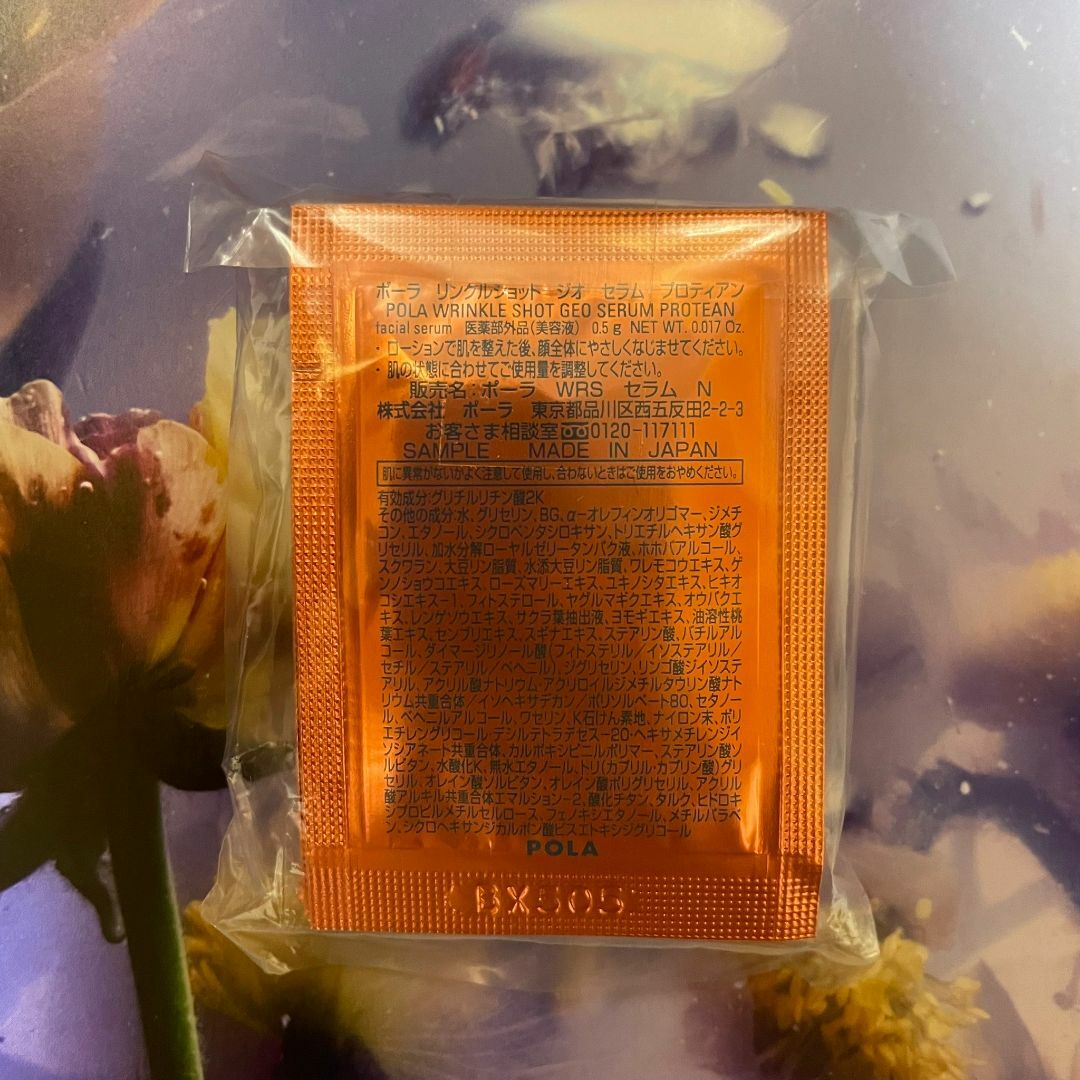 ポーラ リンクルショット ジオ セラム プロティアン
POLA WRINKLE SHOT GEO SERUM PROTEAN
facial serum 医薬部外品(美容液) 0.5g NET WT. 0.017 Oz.
・ローションで肌を整えた後、顔全体にやさしくなじませてください。
・肌の状態に合わせてご使用量を調整してください。
販売名:ポーラ WRS セラム N
株式会社 ポーラ 東京都品川区西五反田2-2-3
お客さま相談室 0120-117111
SAMPLE MADE IN JAPAN
肌に異常がないかよく注意して使用し、合わないときはご使用をおやめください。
有効成分:グリチルリチン酸2K
その他の成分:水、グリセリン、BG、α-オレフィンオリゴマー、ジメチ
コン、エタノール、シクロペンタシロキサン、トリエチルヘキサン酸グ
リセリル、加水分解ローヤルゼリータンパク液、ホホバアルコール、
スクワラン、大豆リン脂質、水添大豆リン脂質、ワレモコウエキス、ゲ
ンノショウコエキス、ローズマリーエキス、ユキノシタエキス、ヒキオ
コシエキス-1、フィトステロール、ヤグルマギクエキス、オウバクエ
キス、レンゲソウエキス、サクラ葉抽出液、ヨモギエキス、油溶性桃
葉エキス、センブリエキス、スギナエキス、ステアリン酸、バチルアル
コール、ダイマージリノール酸(フィトステリル/イソステアリル/
セチル/ステアリル/ベヘニル)、ジグリセリン、リンゴ酸ジイソステ
アリル、アクリル酸ナトリウム・アクリロイルジメチルタウリン酸ナト
リウム共重合体/イソヘキサデカン/ポリソルベート80、セタノー
ル、ベヘニルアルコール、ワセリン、K石けん素地、ナイロン末、ポリ
エチレングリコール・デシルテトラデセス-20・ヘキサメチレンジイ
ソシアネート共重合体、カルボキシビニルポリマー、ステアリン酸ソ
ルビタン、水酸化K、無水エタノール、トリ(カプリル・カプリン酸)グリ
セリル、オレイン酸ソルビタン、オレイン酸ポリグリセリル、アクリル
酸アルキル共重合体エマルション-2、酸化チタン、タルク、ヒドロキ
シプロピルメチルセルロース、フェノキシエタノール、メチルパラベ
ン、シクロヘキサンジカルボン酸ビスエトキシジグリコール
POLA
BX505